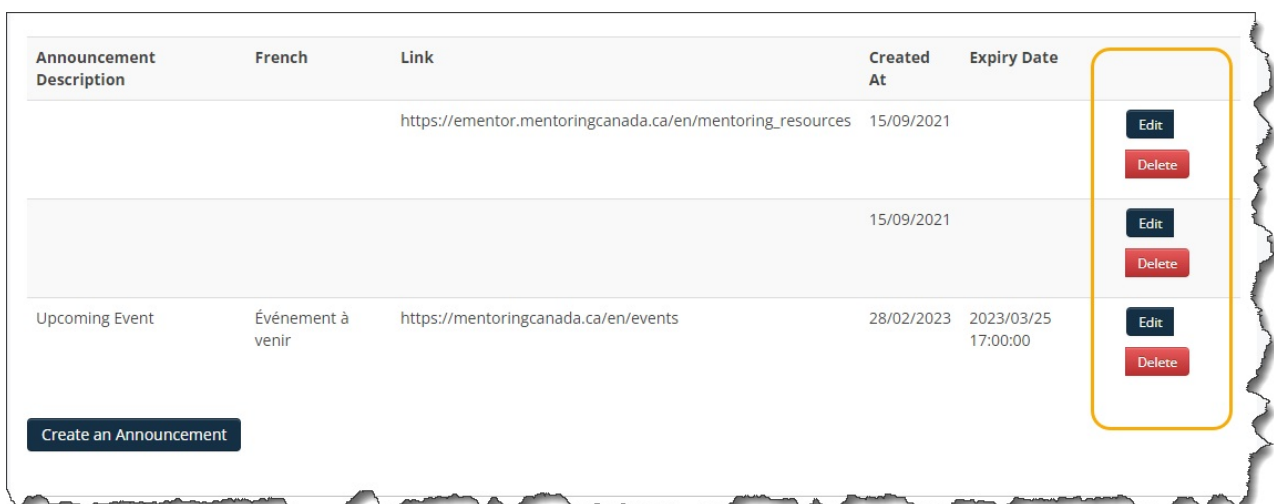 Announcement French Link Created Expiry Date
Description At
https://ementor.mentoringcanada.ca/en/mentoring_resources 15/09/2021 Edit
Delete
15/09/2021 Edit
Delete
Upcoming Event Événement à https://mentoringcanada.ca/en/events 28/02/2023 2023/03/25 Edit
venir 17:00:00
Delete
Create an Announcement